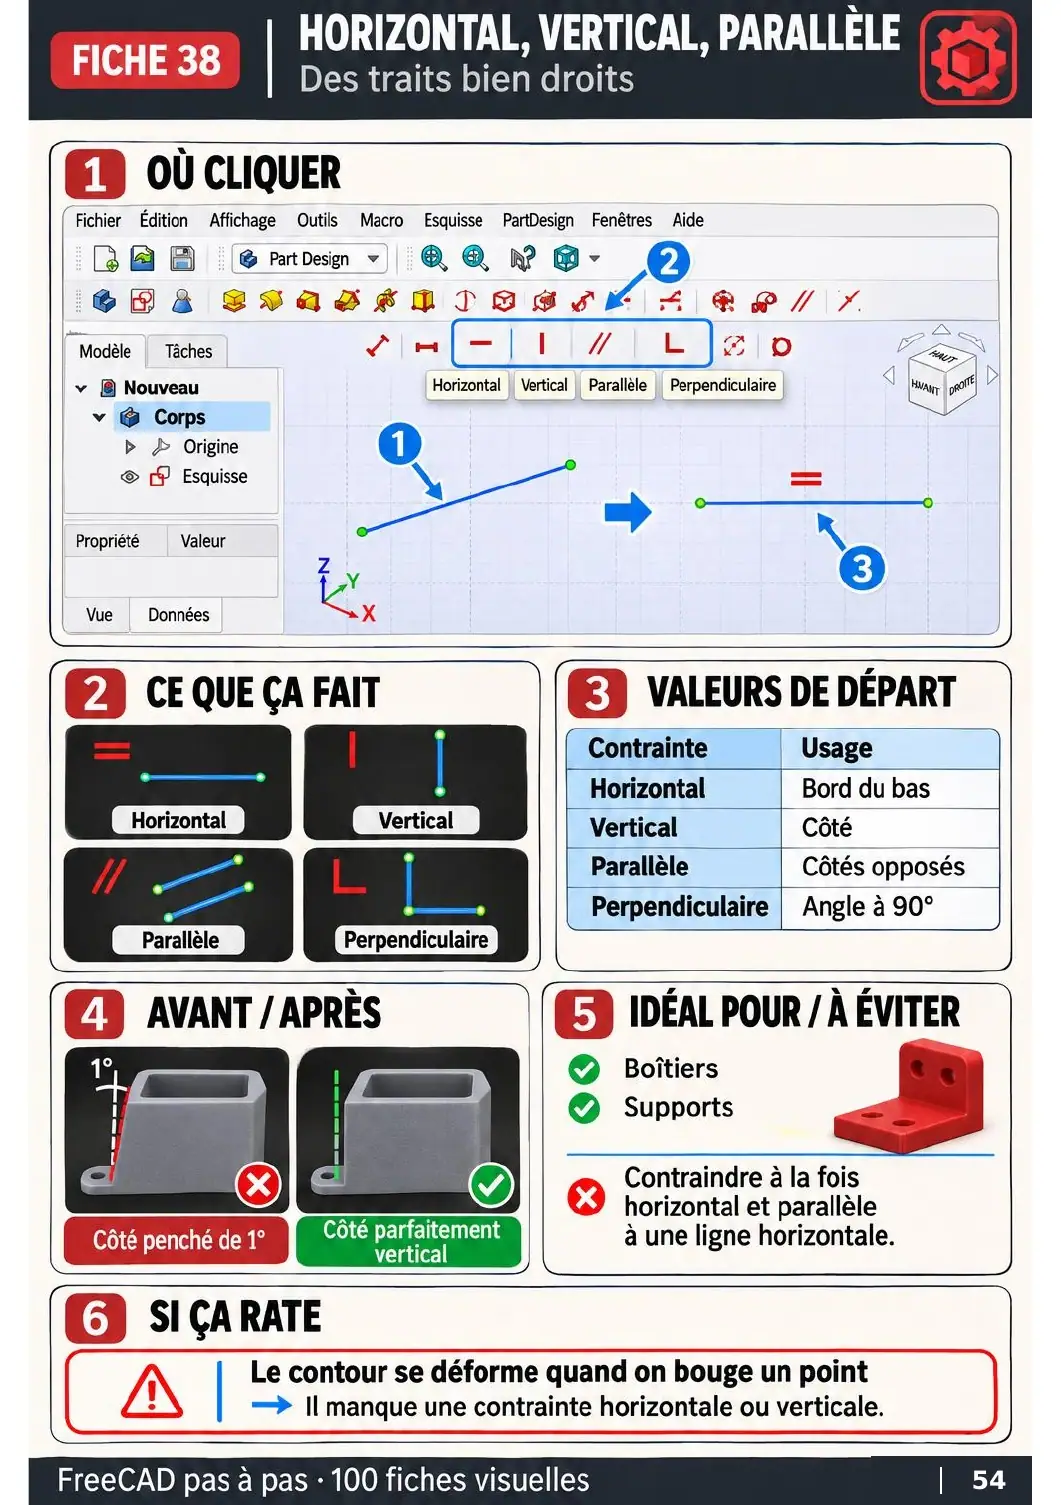 FICHE 38
HORIZONTAL, VERTICAL, PARALLÈLE
Des traits bien droits
1 OÙ CLIQUER
Fichier Édition Affichage Outils Macro Esquisse PartDesign Fenêtres Aide
Part Design
2
Modèle Tâches
Horizontal Vertical Parallèle Perpendiculaire
Nouveau
Corps
Origine
Esquisse
Propriété Valeur
Vue Données
1
3
Z
Y
X
HAUT
AVANT DROITE
2 CE QUE ÇA FAIT
Horizontal
Vertical
Parallèle
Perpendiculaire
3 VALEURS DE DÉPART
Contrainte Usage
Horizontal Bord du bas
Vertical Côté
Parallèle Côtés opposés
Perpendiculaire Angle à 90°
4 AVANT / APRÈS
1°
Côté penché de 1°
Côté parfaitement
vertical
5 IDÉAL POUR / À ÉVITER
Boîtiers
Supports
Contraindre à la fois
horizontal et parallèle
à une ligne horizontale.
6 SI ÇA RATE
Le contour se déforme quand on bouge un point
→ Il manque une contrainte horizontale ou verticale.
FreeCAD pas à pas · 100 fiches visuelles | 54